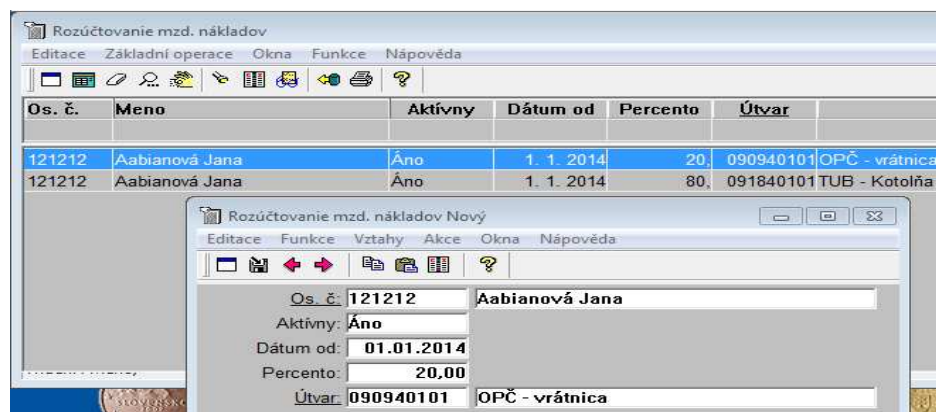 Rozúčtovanie mzd. nákladov
Editace Základní operace Okna Funkce Nápověda
Os. č. Meno Aktívny Dátum od Percento Útvar
121212 Aabianová Jana Áno 1. 1. 2014 20, 090940101 OPČ - vrátnica
121212 Aabianová Jana Áno 1. 1. 2014 80, 091840101 TUB - Kotolňa
Rozúčtovanie mzd. nákladov Nový
Editace Funkce Vztahy Akce Okna Nápověda
Os. č: 121212 Aabianová Jana
Aktívny: Áno
Dátum od: 01.01.2014
Percento: 20,00
Útvar: 090940101 OPČ - vrátnica